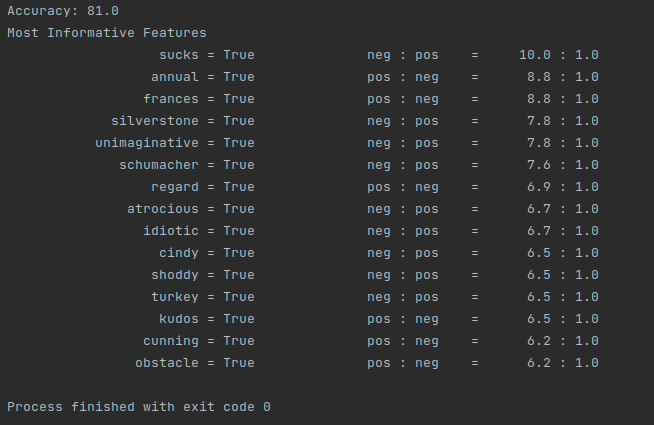 Accuracy: 81.0
Most Informative Features
sucks = True neg : pos = 10.0 : 1.0
annual = True pos : neg = 8.8 : 1.0
frances = True pos : neg = 8.8 : 1.0
silverstone = True neg : pos = 7.8 : 1.0
unimaginative = True neg : pos = 7.8 : 1.0
schumacher = True neg : pos = 7.6 : 1.0
regard = True pos : neg = 6.9 : 1.0
atrocious = True neg : pos = 6.7 : 1.0
idiotic = True neg : pos = 6.7 : 1.0
cindy = True neg : pos = 6.5 : 1.0
shoddy = True neg : pos = 6.5 : 1.0
turkey = True neg : pos = 6.5 : 1.0
kudos = True pos : neg = 6.5 : 1.0
cunning = True pos : neg = 6.2 : 1.0
obstacle = True pos : neg = 6.2 : 1.0
Process finished with exit code 0